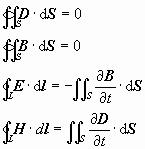 ∯_S D · dS = 0
∯_S B · dS = 0
∮_L E · dl = −∬_S ∂B/∂t · dS
∮_L H · dl = ∬_S ∂D/∂t · dS